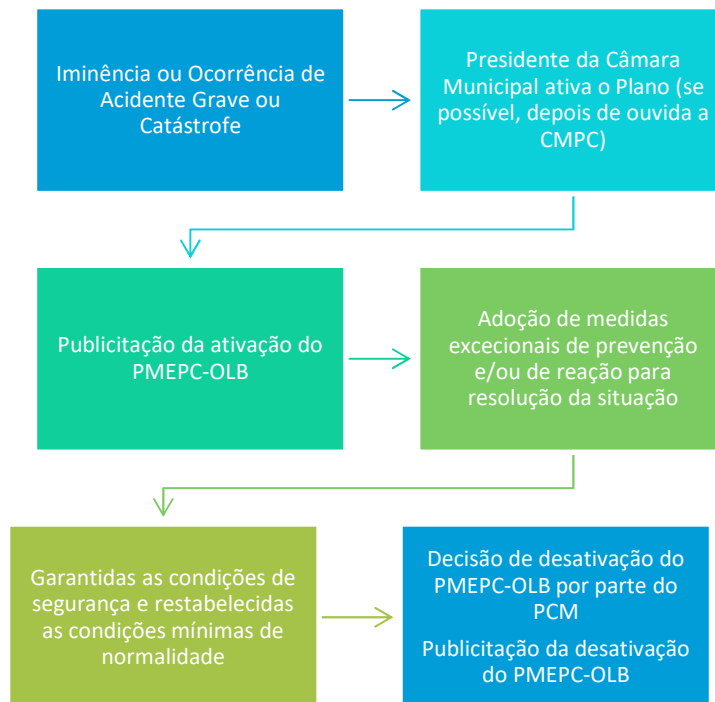 Iminência ou Ocorrência de
Acidente Grave ou
Catástrofe
Presidente da Câmara
Municipal ativa o Plano (se
possível, depois de ouvida a
CMPC)
Publicitação da ativação do
PMEPC-OLB
Adoção de medidas
excecionais de prevenção
e/ou de reação para
resolução da situação
Garantidas as condições de
segurança e restabelecidas
as condições mínimas de
normalidade
Decisão de desativação do
PMEPC-OLB por parte do
PCM
Publicitação da desativação
do PMEPC-OLB